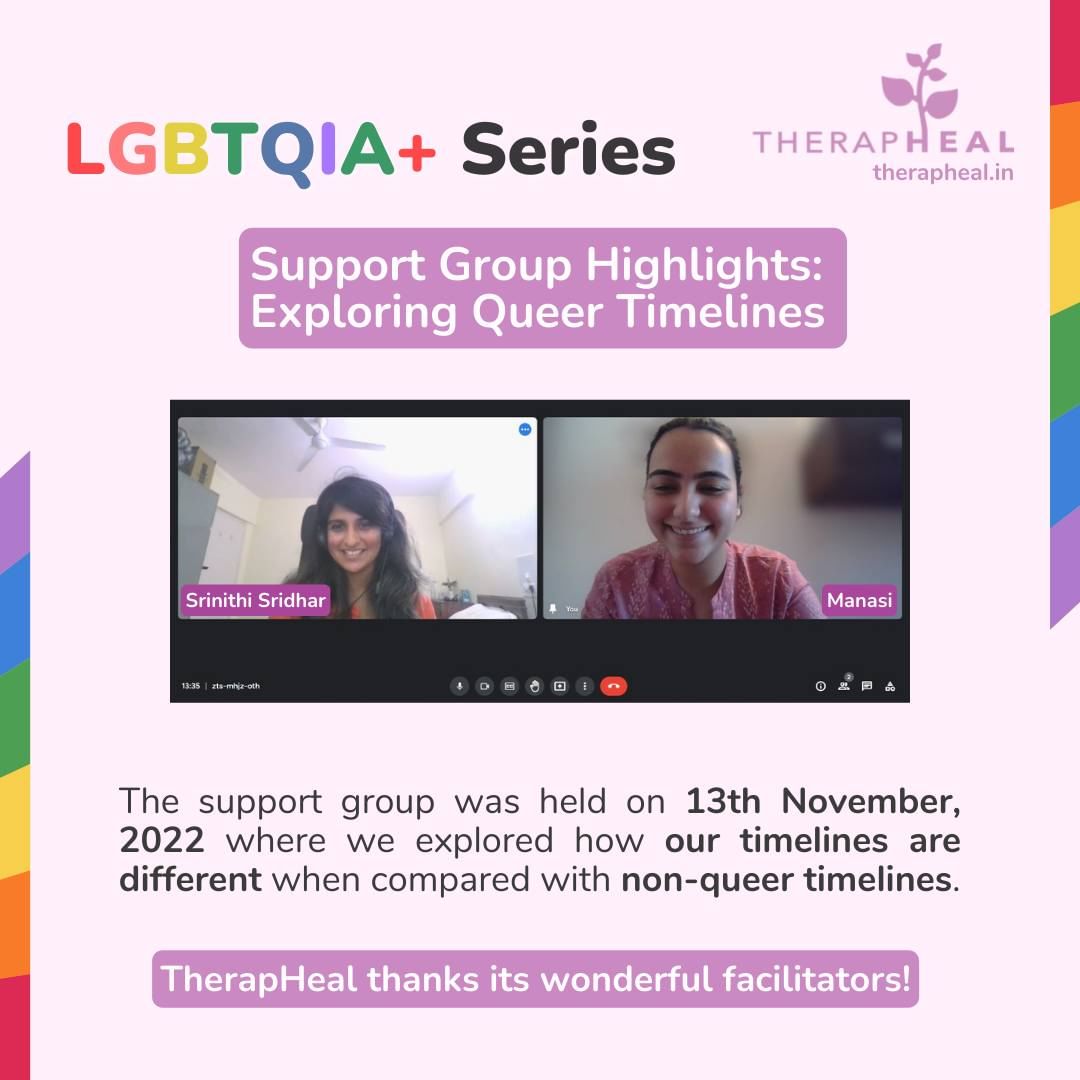 LGBTQIA+ Series
THERAPHEAL
therapheal.in
Support Group Highlights:
Exploring Queer Timelines
Srinithi Sridhar
You
Manasi
13:35 | zts-mhjz-oth
2
The support group was held on 13th November,
2022 where we explored how our timelines are
different when compared with non-queer timelines.
TherapHeal thanks its wonderful facilitators!